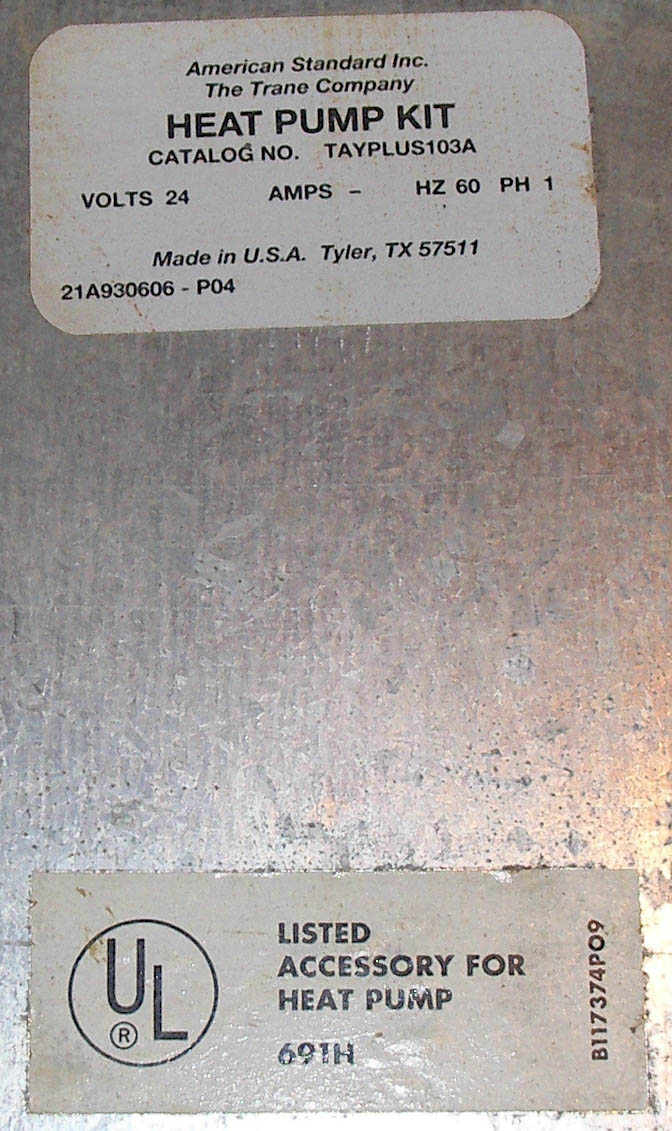 American Standard Inc.
The Trane Company
HEAT PUMP KIT
CATALOG NO. TAYPLUS103A
VOLTS 24 AMPS - HZ 60 PH 1
Made in U.S.A. Tyler, TX 57511
21A930606 - P04
UL
®
LISTED
ACCESSORY FOR
HEAT PUMP
691H
B117374P09